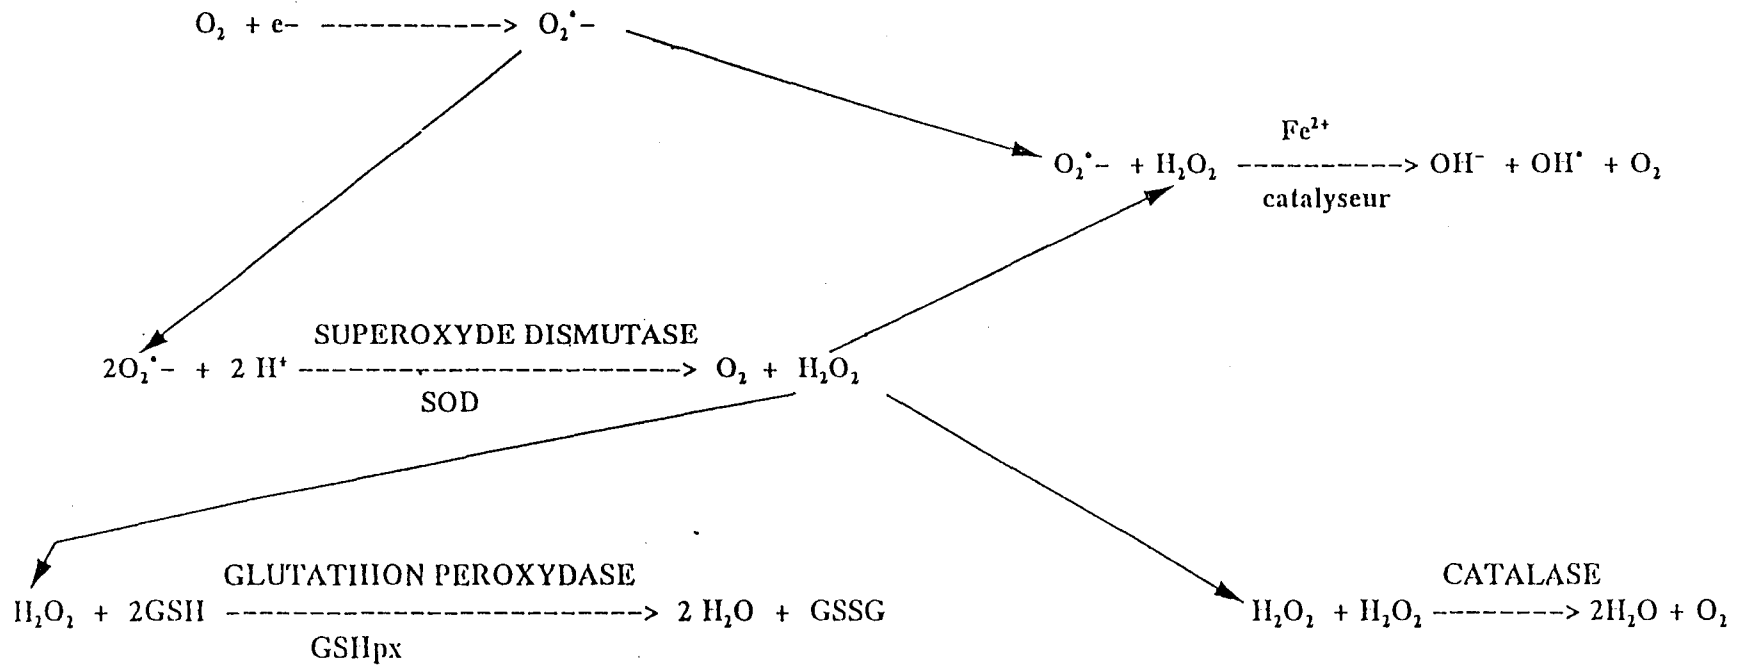 O₂ + e- -----------> O₂•-
Fe²⁺
O₂•- + H₂O₂ ----------> OH⁻ + OH• + O₂
catalyseur
SUPEROXYDE DISMUTASE
2O₂•- + 2 H⁺ ----------------------> O₂ + H₂O₂
SOD
GLUTATHION PEROXYDASE
H₂O₂ + 2GSH ----------------------> 2 H₂O + GSSG
GSHpx
CATALASE
H₂O₂ + H₂O₂ --------> 2H₂O + O₂